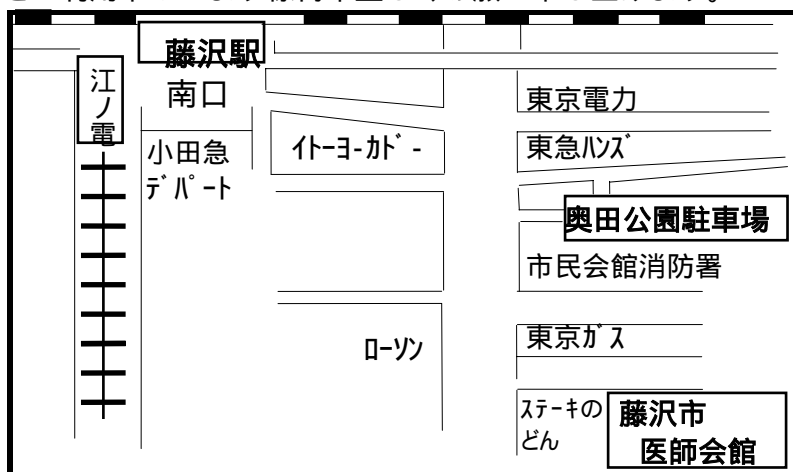 藤沢駅
南口
江ノ電
小田急
ﾃﾞﾊﾟｰﾄ
ｲﾄｰﾖ-ｶﾄﾞ-
東京電力
東急ﾊﾝｽﾞ
奥田公園駐車場
市民会館消防署
ﾛｰｿﾝ
東京ｶﾞｽ
ｽﾃｰｷの
どん
藤沢市
医師会館